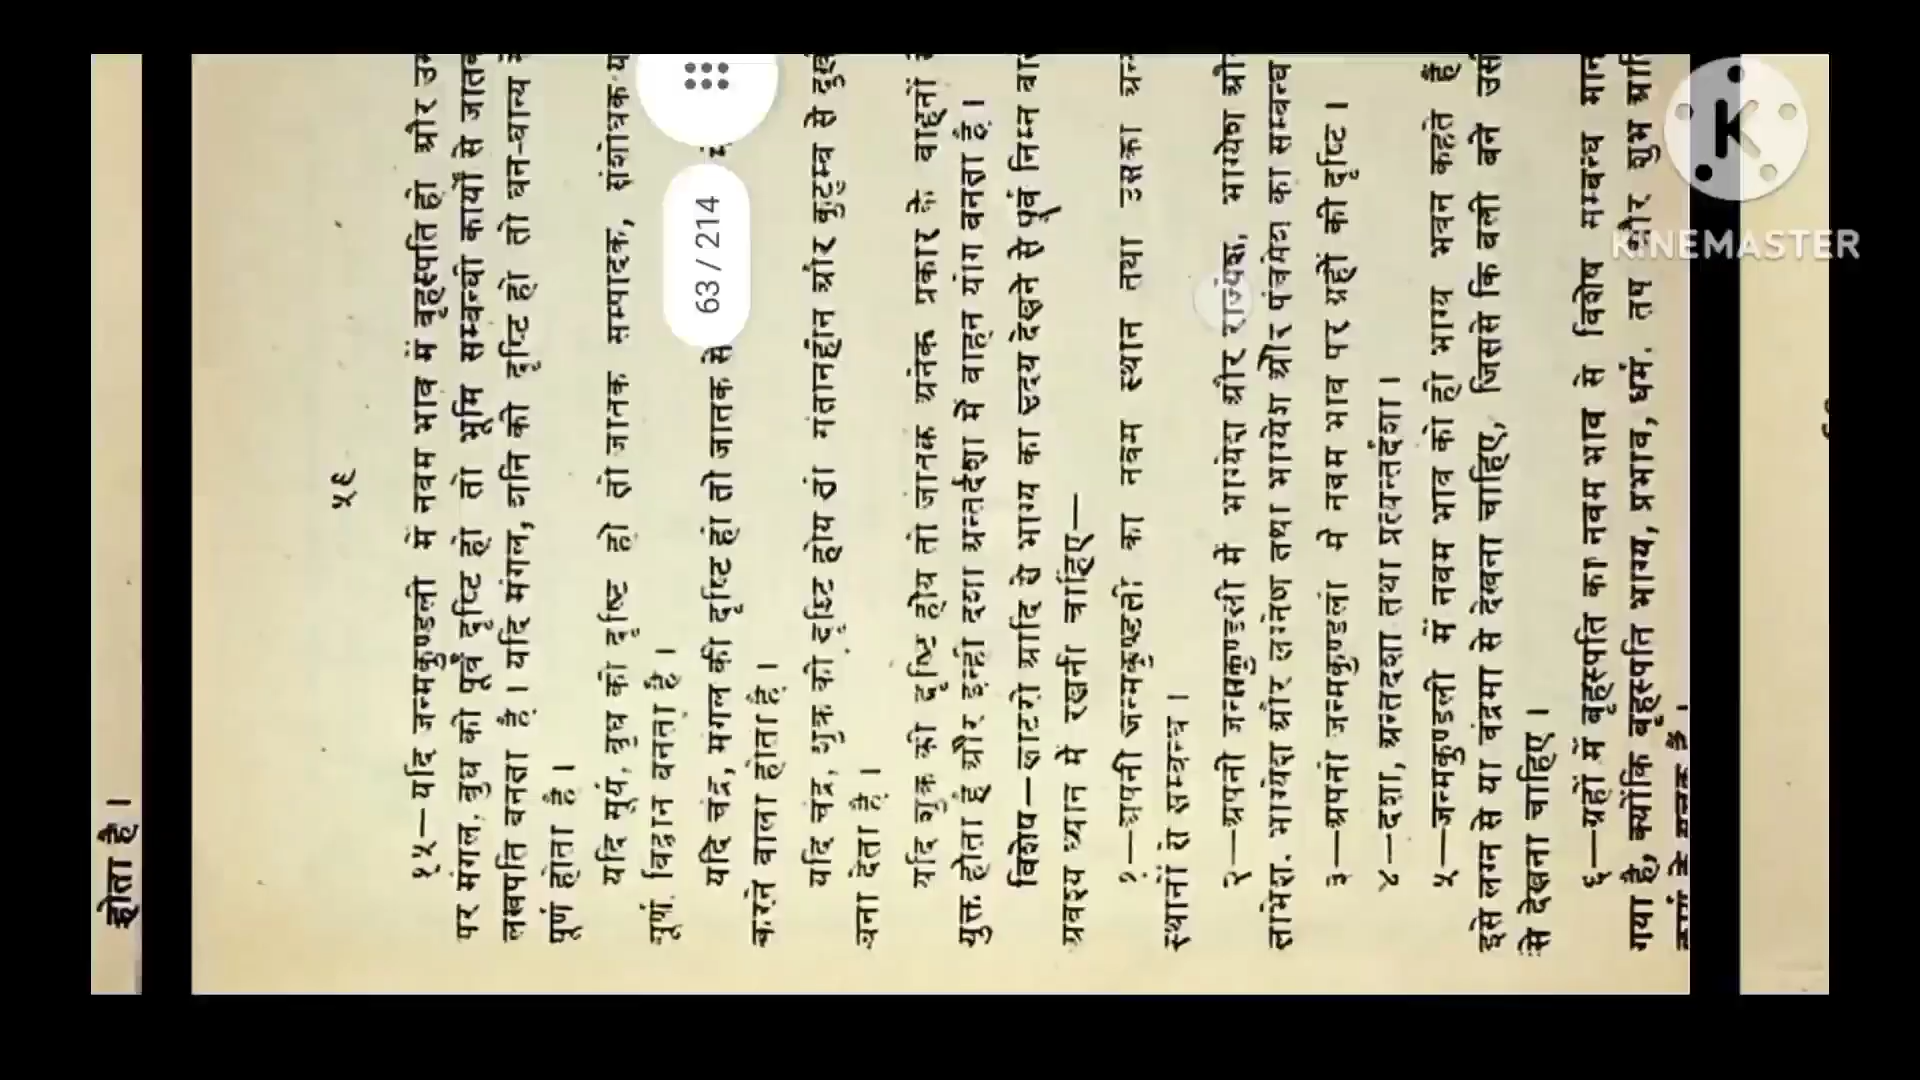 होता है।
५६
१५—यदि जन्मकुण्डली में नवम भाव में बृहस्पति हो और उस
पर मंगल, बुध की पूर्व दृष्टि हो तो भूमि सम्बन्धी कार्यों से जातक
लखपति बनता है। यदि मंगल, शनि की दृष्टि हो तो धन-धान्य
पूर्ण होता है।
यदि सूर्य, बुध की दृष्टि हो तो जानक सम्पादक, संशोधक
पूर्ण, विद्वान बनता है।
यदि चंद्र, मंगल की दृष्टि हो तो जातक से
करने वाला होता है।
यदि चंद्र, शुक्र की दृष्टि होय तो संतानहीन और कुटुम्ब से
बना देता है।
यदि शुक्र की दृष्टि होय तो जानक अनेक प्रकार के वाहनों
युक्त होता है और इन्हीं दशा अन्तर्दशा में वाहन योग बनता है।
विशेष—लाटरी आदि से भाग्य का उदय देखने से पूर्व निम्न
अवश्य ध्यान में रखनी चाहिए—
१—अपनी जन्मकुण्डली का नवम स्थान तथा उसका
स्थानों से सम्बन्ध।
२—अपनी जन्मकुण्डली में भाग्येश और राज्येश, भाग्येश
लाभेश, भाग्येश और लग्नेश तथा भाग्येश और पंचमेश का सम्बन्ध
३—अपनी जन्मकुण्डली में नवम भाव पर ग्रहों की दृष्टि।
४—दशा, अन्तदशा तथा प्रत्यन्तर्दशा।
५—जन्मकुण्डली में नवम भाव को ही भाग्य भवन कहते हैं
इसे लग्न से या चंद्रमा से देखना चाहिए, जिससे कि बली बने
से देखना चाहिए।
६—ग्रहों में बृहस्पति का नवम भाव से विशेष सम्बन्ध
गया है, क्योंकि बृहस्पति भाग्य, प्रभाव, धर्म, तप और शुभ
63 / 214
KINEMASTER